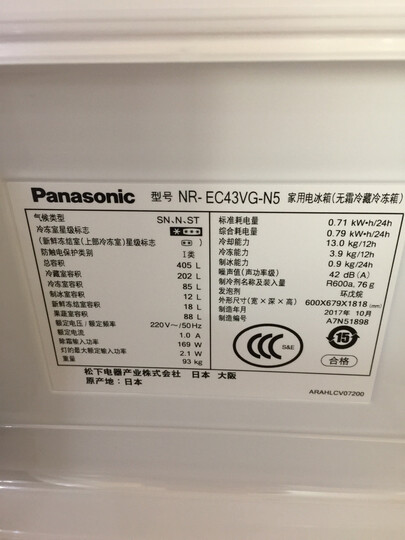 Panasonic 型号 NR-EC43VG-N5 家用电冰箱(无霜冷藏冷冻箱)
气候类型 SN、N、ST
冷冻室星级标志
(新鲜冻结室(上部冷冻室)星级标志)
防触电保护类别 I类
总容积 405 L
冷藏室容积 202 L
冷冻室容积 85 L
制冰室容积 12 L
新鲜冻结室容积 18 L
果蔬室容积 88 L
额定电压/额定频率 220V～/50Hz
额定电流 1.0 A
除霜输入功率 169 W
灯的最大额定输入功率 2.1 W
重量 93 kg
标准耗电量 0.71 kW·h/24h
综合耗电量 0.79 kW·h/24h
冷却能力 13.0 kg/12h
冷冻能力 3.9 kg/12h
制冰能力 0.9 kg/24h
噪声值(声功率级) 42 dB(A)
制冷剂名称及装入量 R600a, 76 g
发泡剂 环戊烷
外形尺寸(宽×深×高) 600X679X1818(mm)
制造年月 2017年 10月
制造编号 A7N51898
CCC S&E
15
合格
松下电器产业株式会社 日本 大阪
原产地：日本
ARAHLCV07200